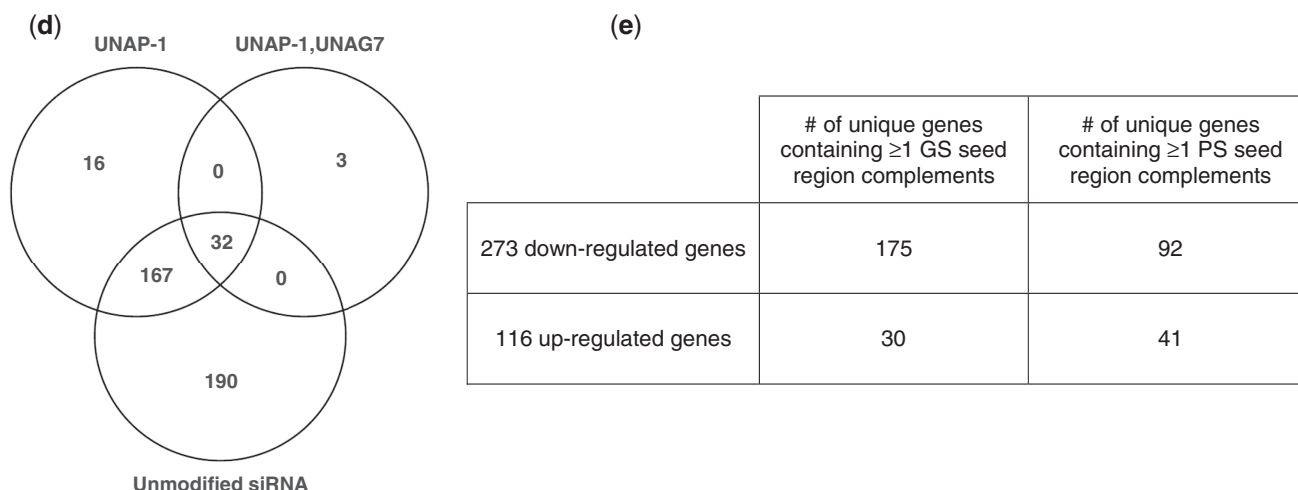 (d)
UNAP-1
UNAP-1,UNAG7
16
0
3
32
167
0
190
Unmodified siRNA
(e)
# of unique genes
containing ≥1 GS seed
region complements
# of unique genes
containing ≥1 PS seed
region complements
273 down-regulated genes
175
92
116 up-regulated genes
30
41